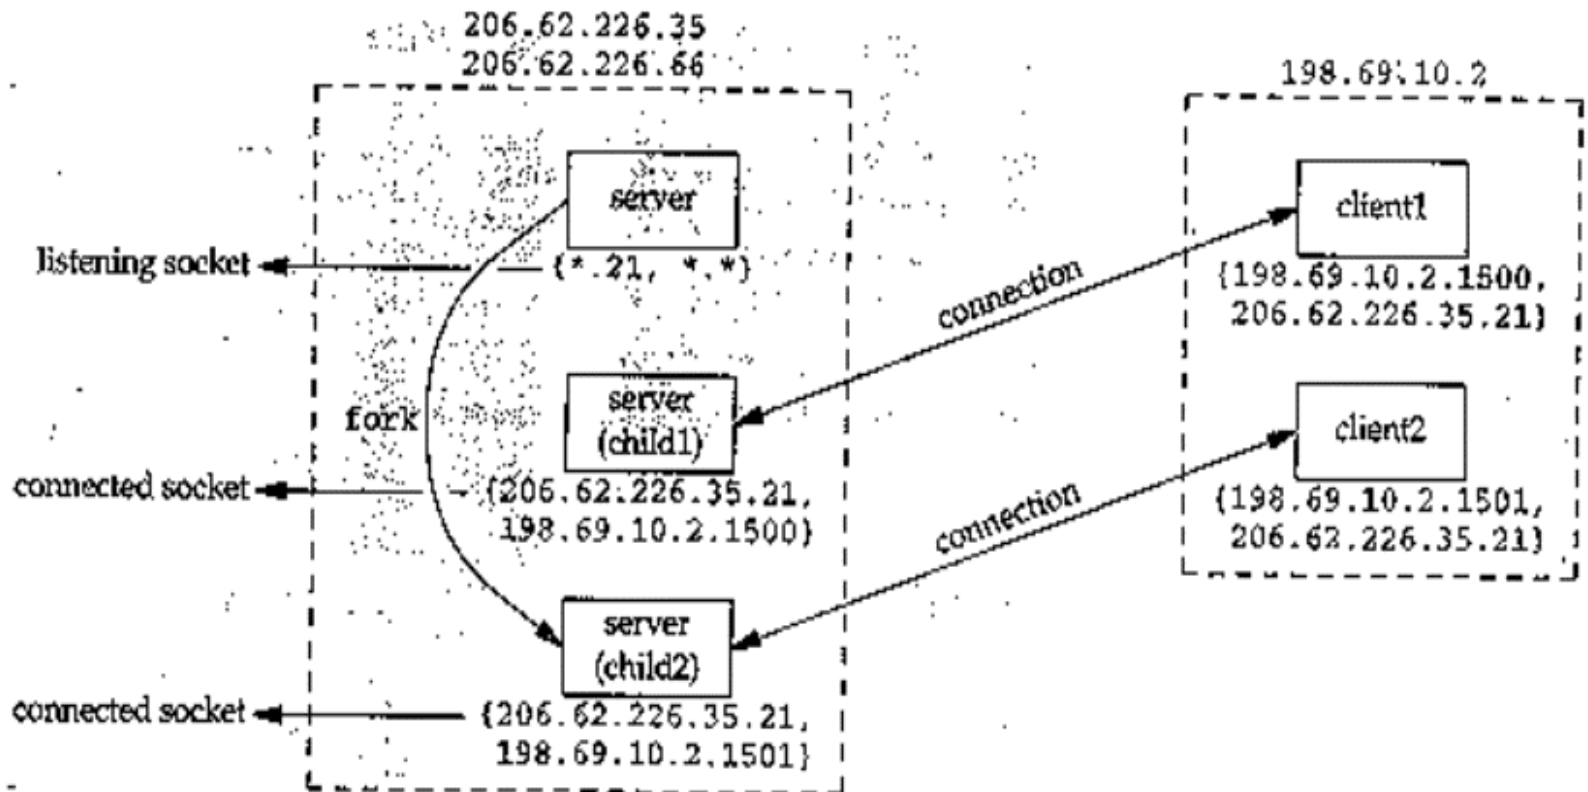 206.62.226.35
206.62.226.66
198.69.10.2
server
listening socket
{*.21, *.*}
client1
{198.69.10.2.1500,
206.62.226.35.21}
connection
fork
server
(child1)
connected socket
{206.62.226.35.21,
198.69.10.2.1500}
client2
{198.69.10.2.1501,
206.62.226.35.21}
connection
server
(child2)
connected socket
{206.62.226.35.21,
198.69.10.2.1501}